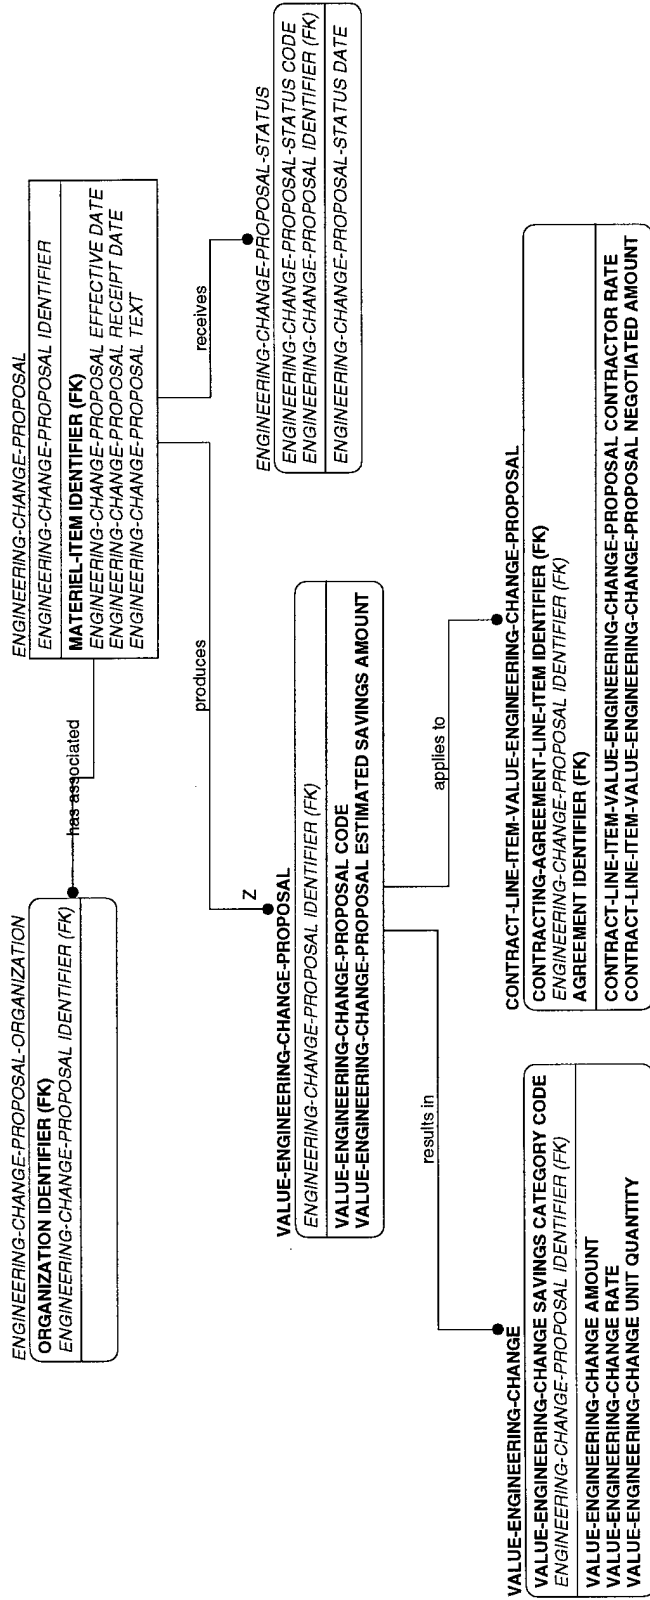 ENGINEERING-CHANGE-PROPOSAL-ORGANIZATION
ORGANIZATION IDENTIFIER (FK)
ENGINEERING-CHANGE-PROPOSAL IDENTIFIER (FK)
has associated
ENGINEERING-CHANGE-PROPOSAL
ENGINEERING-CHANGE-PROPOSAL IDENTIFIER
MATERIEL-ITEM IDENTIFIER (FK)
ENGINEERING-CHANGE-PROPOSAL EFFECTIVE DATE
ENGINEERING-CHANGE-PROPOSAL RECEIPT DATE
ENGINEERING-CHANGE-PROPOSAL TEXT
produces
receives
Z
VALUE-ENGINEERING-CHANGE-PROPOSAL
ENGINEERING-CHANGE-PROPOSAL IDENTIFIER (FK)
VALUE-ENGINEERING-CHANGE-PROPOSAL CODE
VALUE-ENGINEERING-CHANGE-PROPOSAL ESTIMATED SAVINGS AMOUNT
ENGINEERING-CHANGE-PROPOSAL-STATUS
ENGINEERING-CHANGE-PROPOSAL-STATUS CODE
ENGINEERING-CHANGE-PROPOSAL IDENTIFIER (FK)
ENGINEERING-CHANGE-PROPOSAL-STATUS DATE
results in
applies to
VALUE-ENGINEERING-CHANGE
VALUE-ENGINEERING-CHANGE SAVINGS CATEGORY CODE
ENGINEERING-CHANGE-PROPOSAL IDENTIFIER (FK)
VALUE-ENGINEERING-CHANGE AMOUNT
VALUE-ENGINEERING-CHANGE RATE
VALUE-ENGINEERING-CHANGE UNIT QUANTITY
CONTRACT-LINE-ITEM-VALUE-ENGINEERING-CHANGE-PROPOSAL
CONTRACTING-AGREEMENT-LINE-ITEM IDENTIFIER (FK)
ENGINEERING-CHANGE-PROPOSAL IDENTIFIER (FK)
AGREEMENT IDENTIFIER (FK)
CONTRACT-LINE-ITEM-VALUE-ENGINEERING-CHANGE-PROPOSAL CONTRACTOR RATE
CONTRACT-LINE-ITEM-VALUE-ENGINEERING-CHANGE-PROPOSAL NEGOTIATED AMOUNT